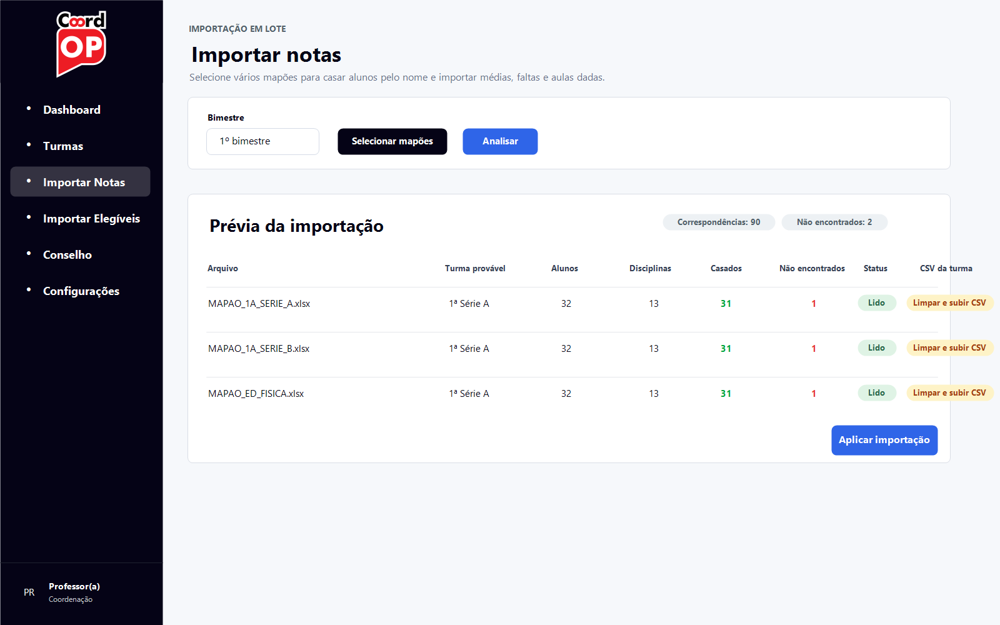 Coord
OP
• Dashboard
• Turmas
• Importar Notas
• Importar Elegíveis
• Conselho
• Configurações
PR
Professor(a)
Coordenação
IMPORTAÇÃO EM LOTE
Importar notas
Selecione vários mapões para casar alunos pelo nome e importar médias, faltas e aulas dadas.
Bimestre
1º bimestre Selecionar mapões Analisar
Prévia da importação Correspondências: 90 Não encontrados: 2
Arquivo Turma provável Alunos Disciplinas Casados Não encontrados Status CSV da turma
MAPAO_1A_SERIE_A.xlsx 1ª Série A 32 13 31 1 Lido Limpar e subir CSV
MAPAO_1A_SERIE_B.xlsx 1ª Série A 32 13 31 1 Lido Limpar e subir CSV
MAPAO_ED_FISICA.xlsx 1ª Série A 32 13 31 1 Lido Limpar e subir CSV
Aplicar importação